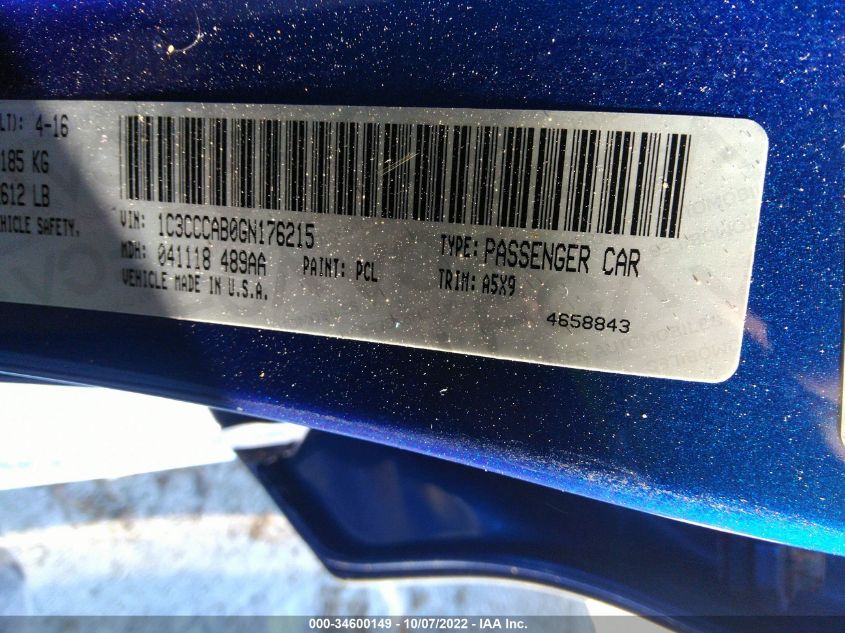 LT): 4-16
185 KG
612 LB
HICLE SAFETY.
VIN: 1C3CCCAB0GN176215
MDH: 041118 489AA
PAINT: PCL
VEHICLE MADE IN U.S.A.
TYPE: PASSENGER CAR
TRIM: A5X9
4658843
000-34600149 - 10/07/2022 - IAA Inc.